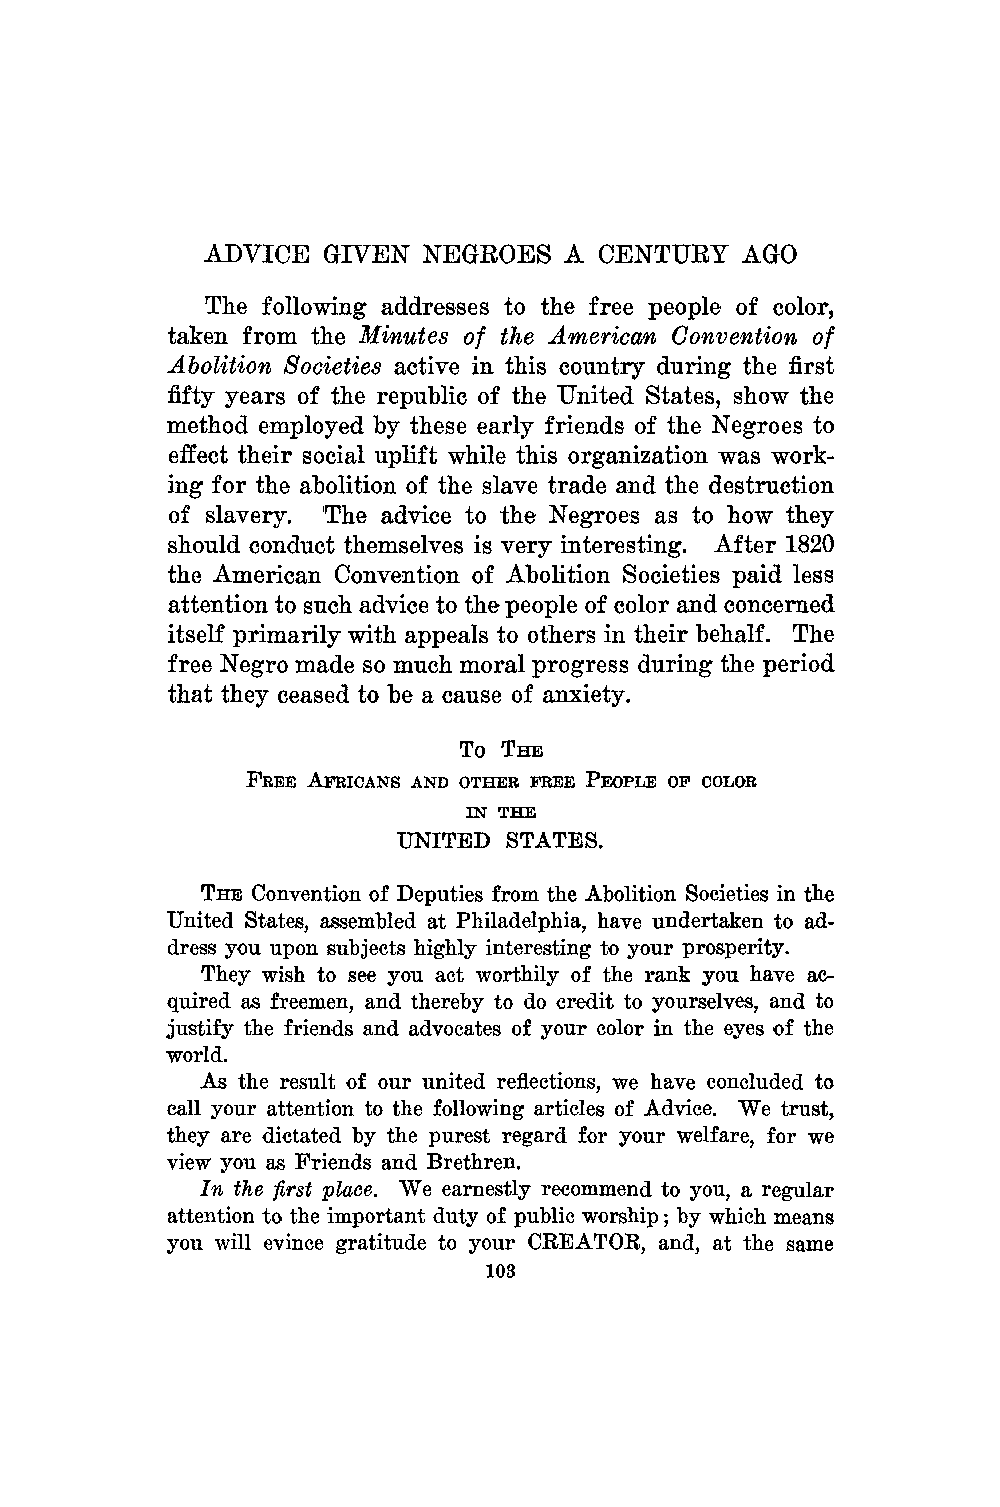 ADVICE GIVEN NEGROES A CENTURY AGO
The following addresses to the free people of color,
taken from the Minutes of the American Convention of
Abolition Societies active in this country during the first
fifty years of the republic of the United States, show the
method employed by these early friends of the Negroes to
effect their social uplift while this organization was work-
ing for the abolition of the slave trade and the destruction
of slavery. The advice to the Negroes as to how they
should conduct themselves is very interesting. After 1820
the American Convention of Abolition Societies paid less
attention to such advice to the people of color and concerned
itself primarily with appeals to others in their behalf. The
free Negro made so much moral progress during the period
that they ceased to be a cause of anxiety.
To The
Free Africans and other free People of color
in the
UNITED STATES.
The Convention of Deputies from the Abolition Societies in the
United States, assembled at Philadelphia, have undertaken to ad-
dress you upon subjects highly interesting to your prosperity.
They wish to see you act worthily of the rank you have ac-
quired as freemen, and thereby to do credit to yourselves, and to
justify the friends and advocates of your color in the eyes of the
world.
As the result of our united reflections, we have concluded to
call your attention to the following articles of Advice. We trust,
they are dictated by the purest regard for your welfare, for we
view you as Friends and Brethren.
In the first place. We earnestly recommend to you, a regular
attention to the important duty of public worship; by which means
you will evince gratitude to your CREATOR, and, at the same
103